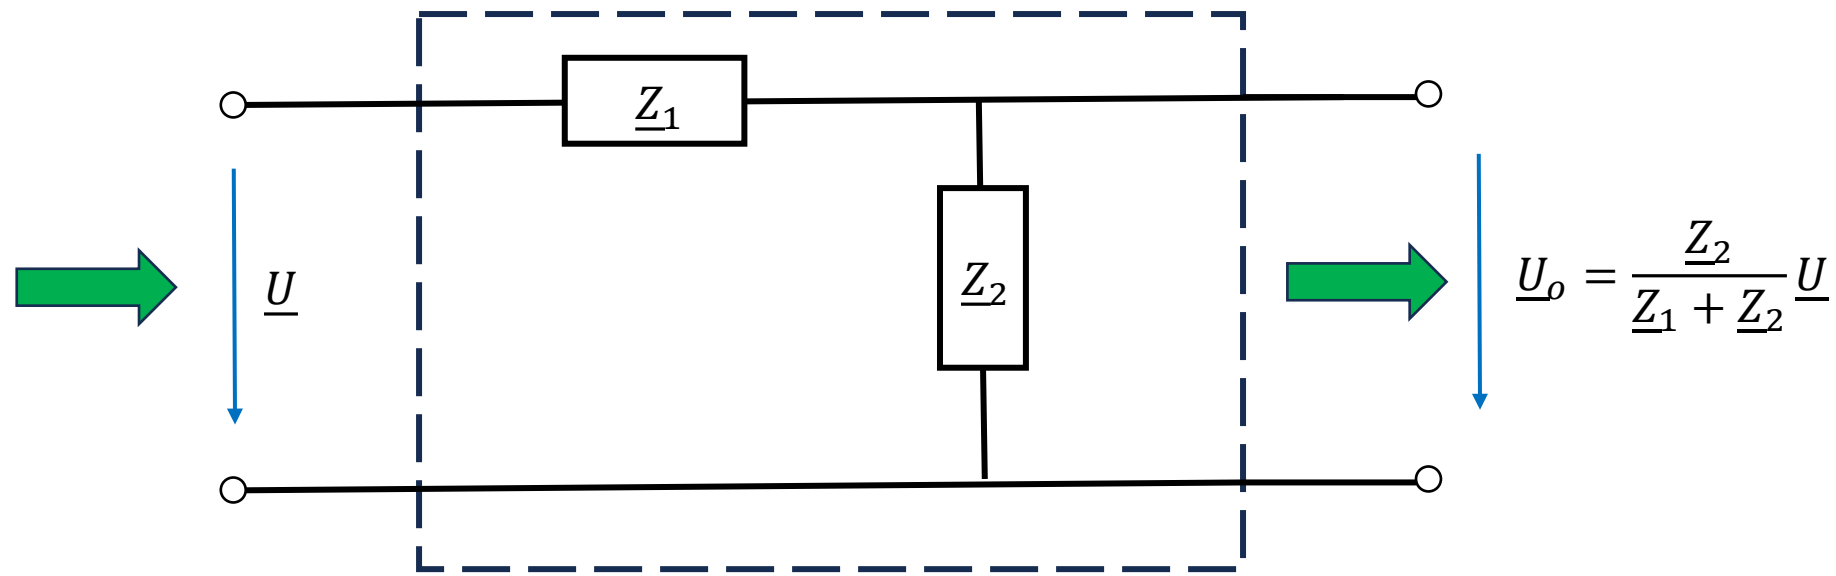 Z₁
U
Z₂
Uₒ = Z₂ / (Z₁ + Z₂) U